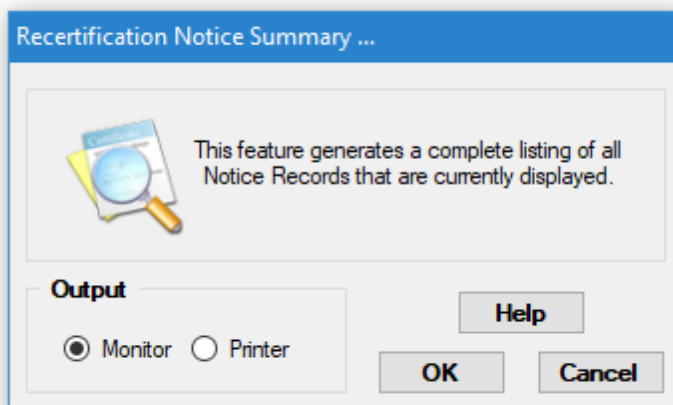 Recertification Notice Summary ...
Certificate
This feature generates a complete listing of all
Notice Records that are currently displayed.
Output
Monitor
Printer
Help
OK
Cancel